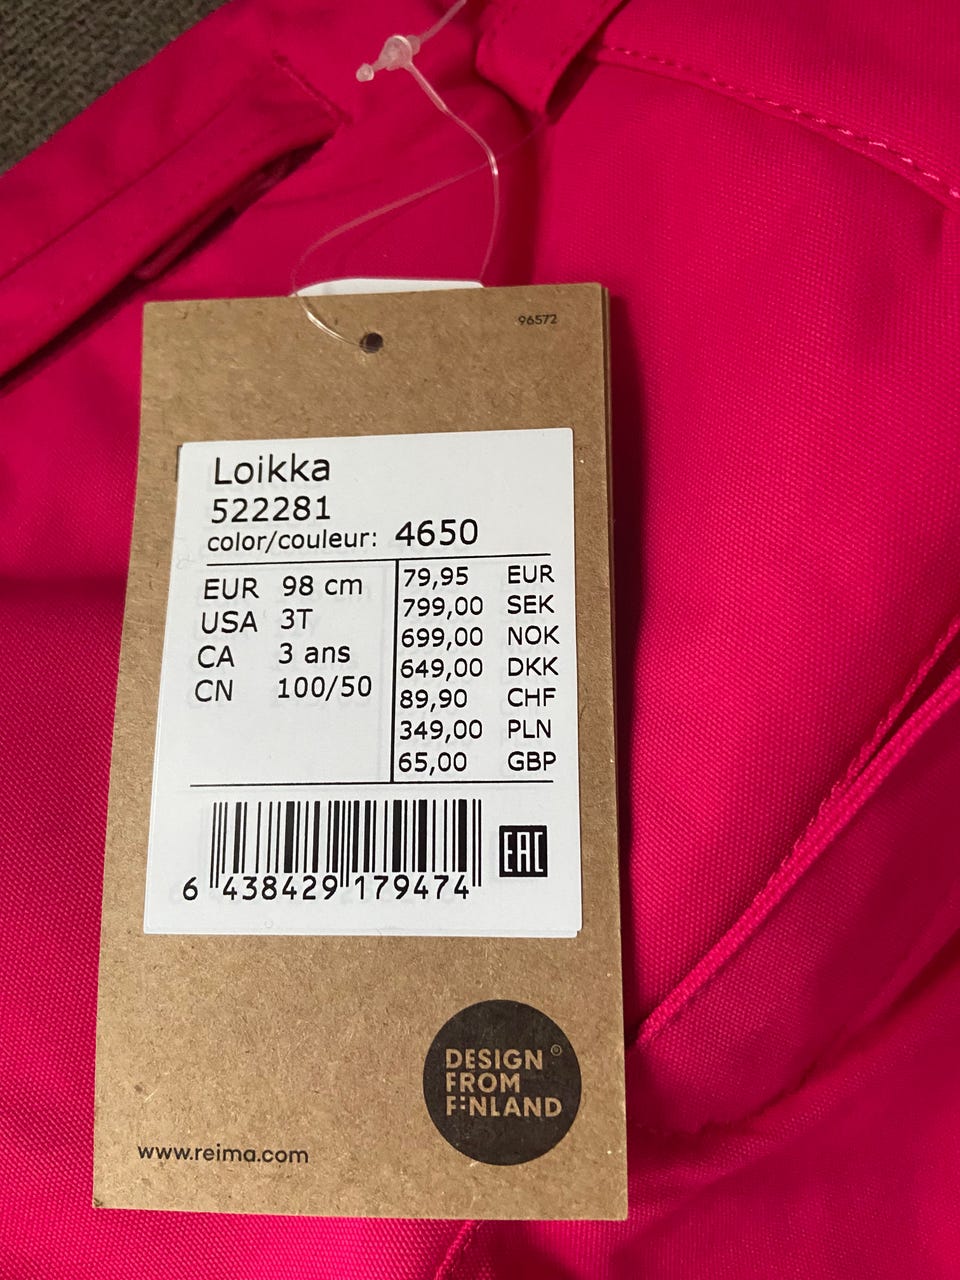 96572
Loikka
522281
color/couleur: 4650
EUR 98 cm
USA 3T
CA 3 ans
CN 100/50
79,95 EUR
799,00 SEK
699,00 NOK
649,00 DKK
89,90 CHF
349,00 PLN
65,00 GBP
6 438429 179474
EAC
DESIGN ®
FROM
FINLAND
www.reima.com